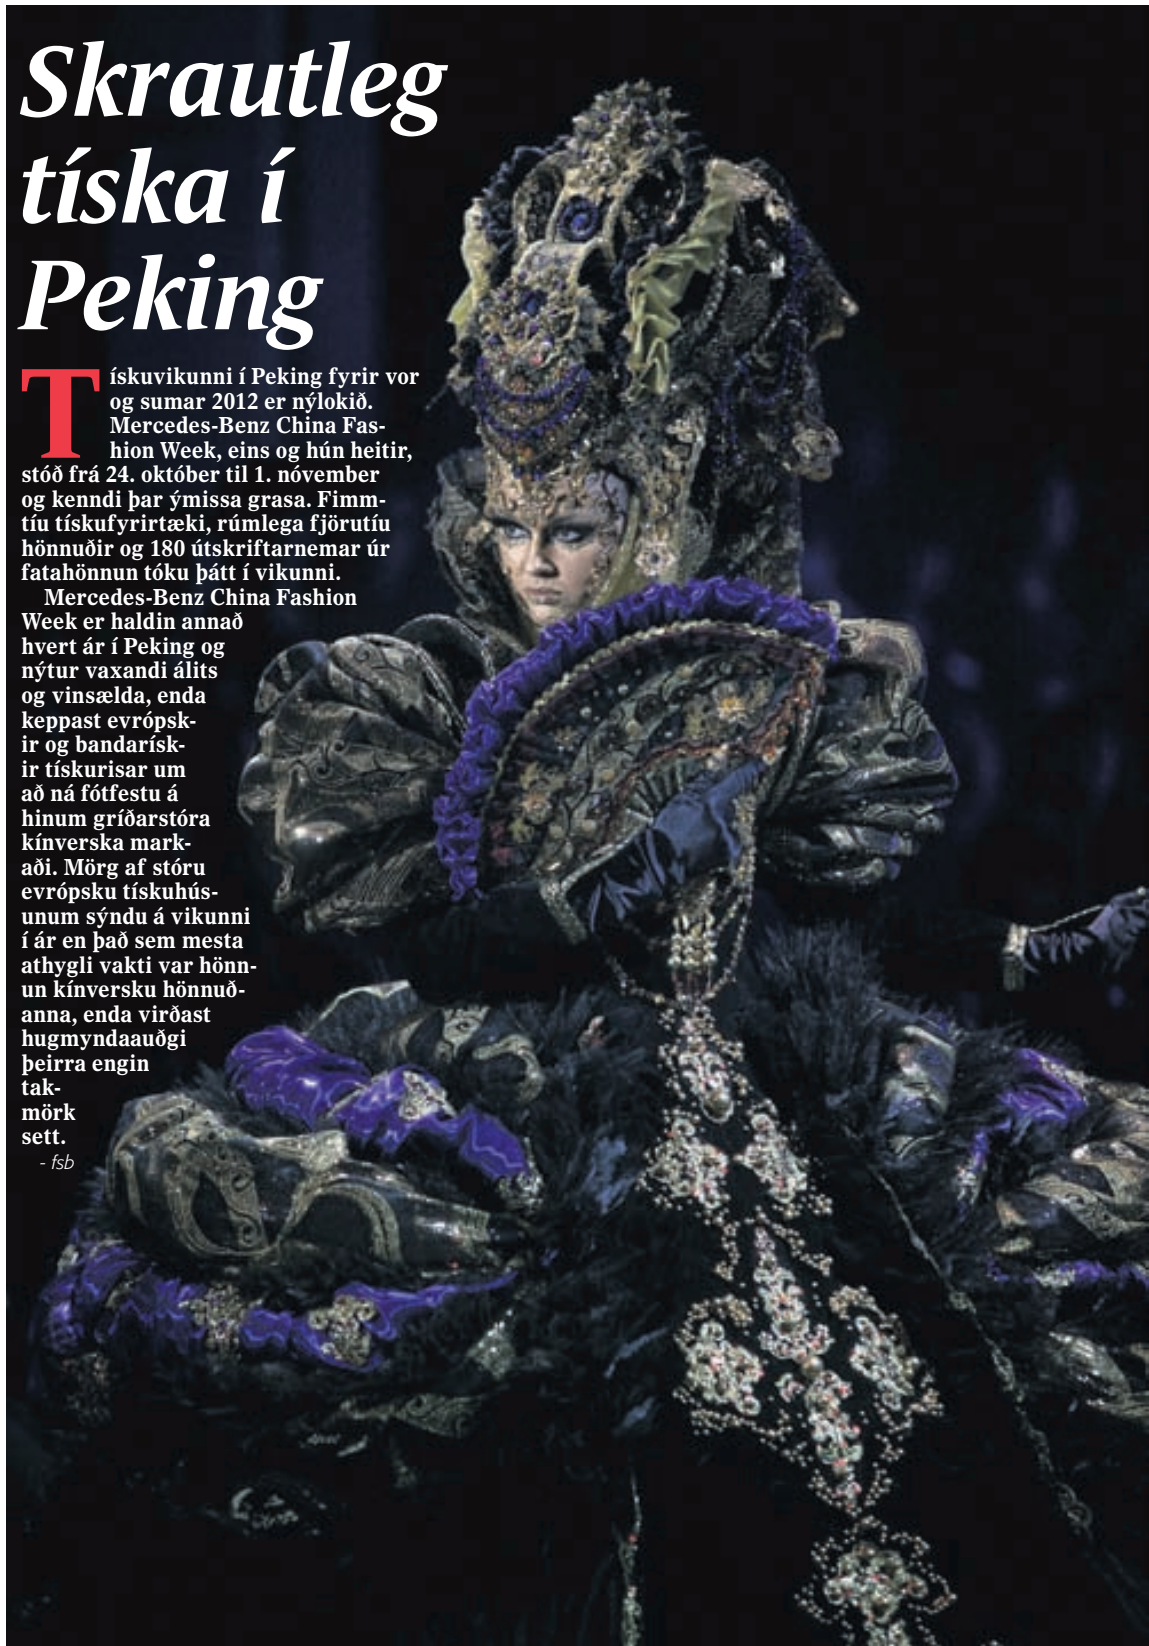 Skrautleg
tíska í
Peking
Tískuvikunni í Peking fyrir vor
og sumar 2012 er nýlokið.
Mercedes-Benz China Fas-
hion Week, eins og hún heitir,
stóð frá 24. október til 1. nóvember
og kenndi þar ýmissa grasa. Fimm-
tíu tískufyrirtæki, rúmlega fjörutíu
hönnuðir og 180 útskriftarnemar úr
fatahönnun tóku þátt í vikunni.
Mercedes-Benz China Fashion
Week er haldin annað
hvert ár í Peking og
nýtur vaxandi álits
og vinsælda, enda
keppast evrópsk-
ir og bandarísk-
ir tískurisar um
að ná fótfestu á
hinum gríðarstóra
kínverska mark-
aði. Mörg af stóru
evrópsku tískuhús-
unum sýndu á vikunni
í ár en það sem mesta
athygli vakti var hönn-
un kínversku hönnuð-
anna, enda virðast
hugmyndaauðgi
þeirra engin
tak-
mörk
sett.
- fsb